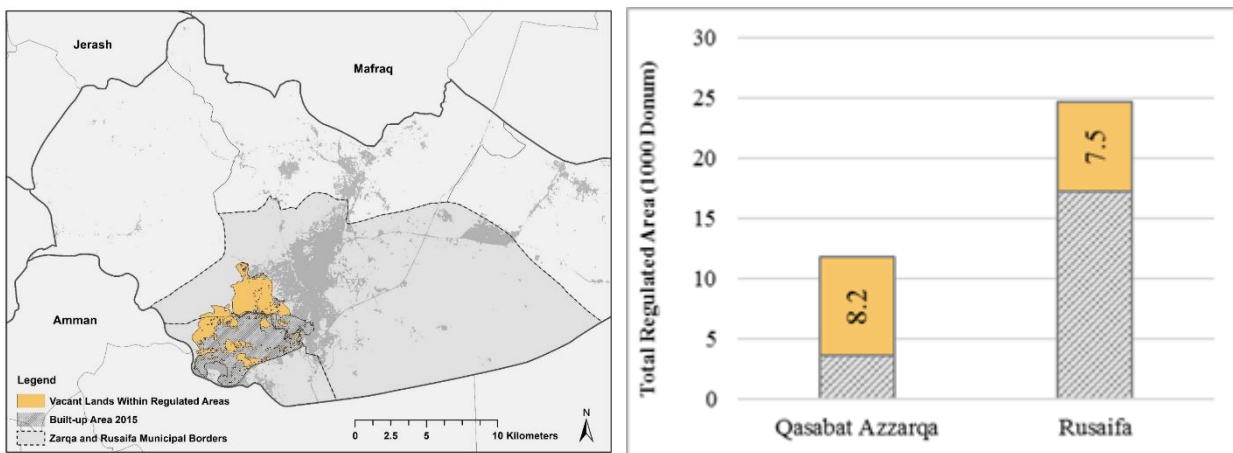 Jerash
Mafraq
Amman
Legend
Vacant Lands Within Regulated Areas
Built-up Area 2015
Zarqa and Rusaifa Municipal Borders
0 2.5 5 10 Kilometers
N
Total Regulated Area (1000 Donum)
30
25
20
15
10
5
0
8.2
7.5
Qasabat Azzarqa
Rusaifa